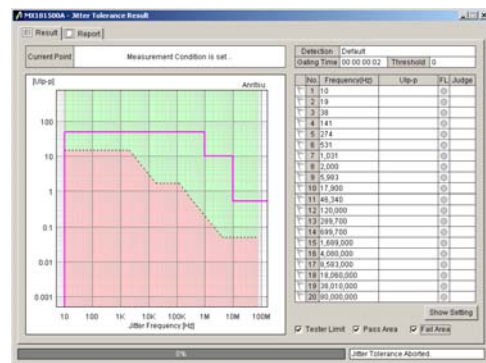 MX181500A - Jitter Tolerance Result
Result Report
Current Point Measurement Condition is set ..
Detection Default
Gating Time 00:00:00:02 Threshold 0
[UIp-p] Anritsu
100
10
1
0.1
0.01
0.001
10 100 1K 10K 100K 1M 10M 100M
Jitter Frequency [Hz]
No. Frequency(Hz) UIp-p FL Judge
1 10
2 19
3 38
4 141
5 274
6 531
7 1,031
8 2,000
9 5,983
10 17,900
11 46,340
12 120,000
13 289,700
14 699,700
15 1,689,000
16 4,080,000
17 8,583,000
18 18,060,000
19 38,010,000
20 80,000,000
Show Setting
Tester Limit Pass Area Fail Area
0% Jitter Tolerance Aborted.